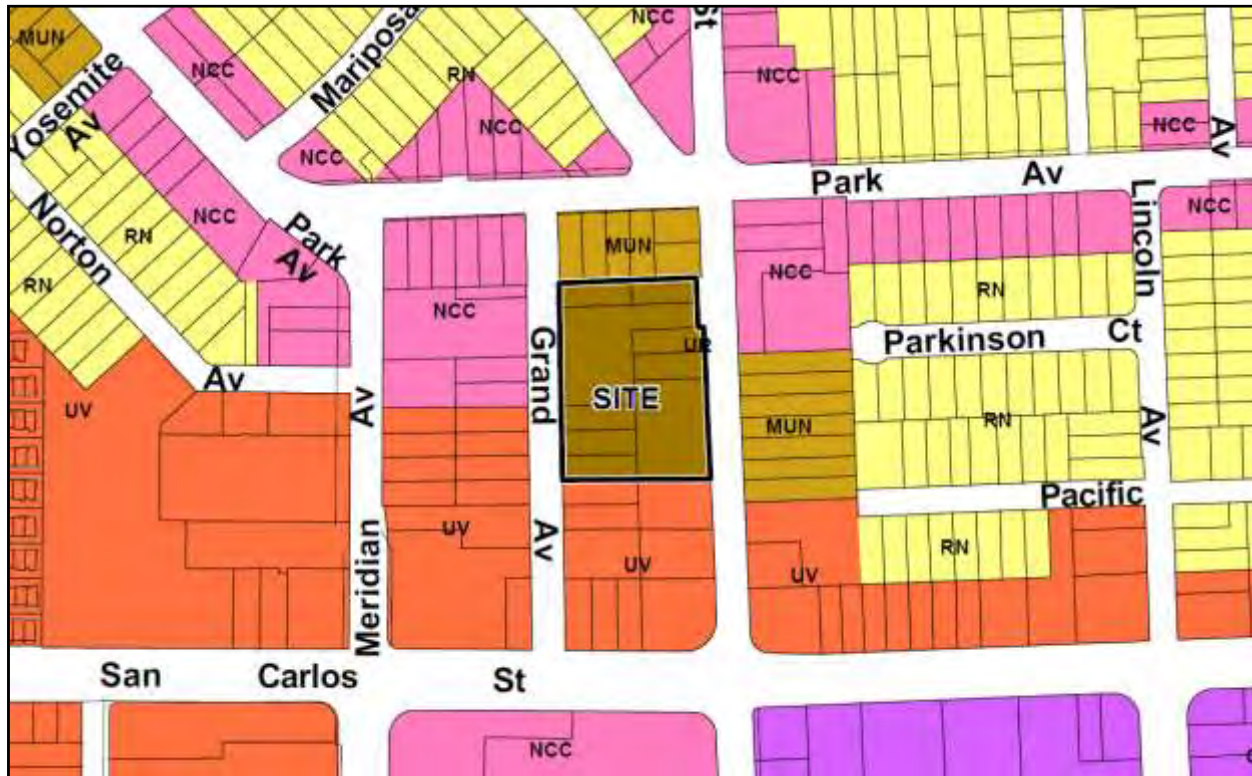 NCC
St
MUN
Mariposa
NCC
RN
NCC
Yosemite
Av
NCC
NCC
Av
NCC
Park
Av
Lincoln
Norton
NCC
NCC
RN
Park
Av
MUN
NCC
RN
RN
NCC
Grand
UR
Parkinson
Ct
Av
Av
SITE
UV
MUN
RN
Av
Pacific
Meridian
UV
Av
UV
UV
RN
San
Carlos
St
NCC